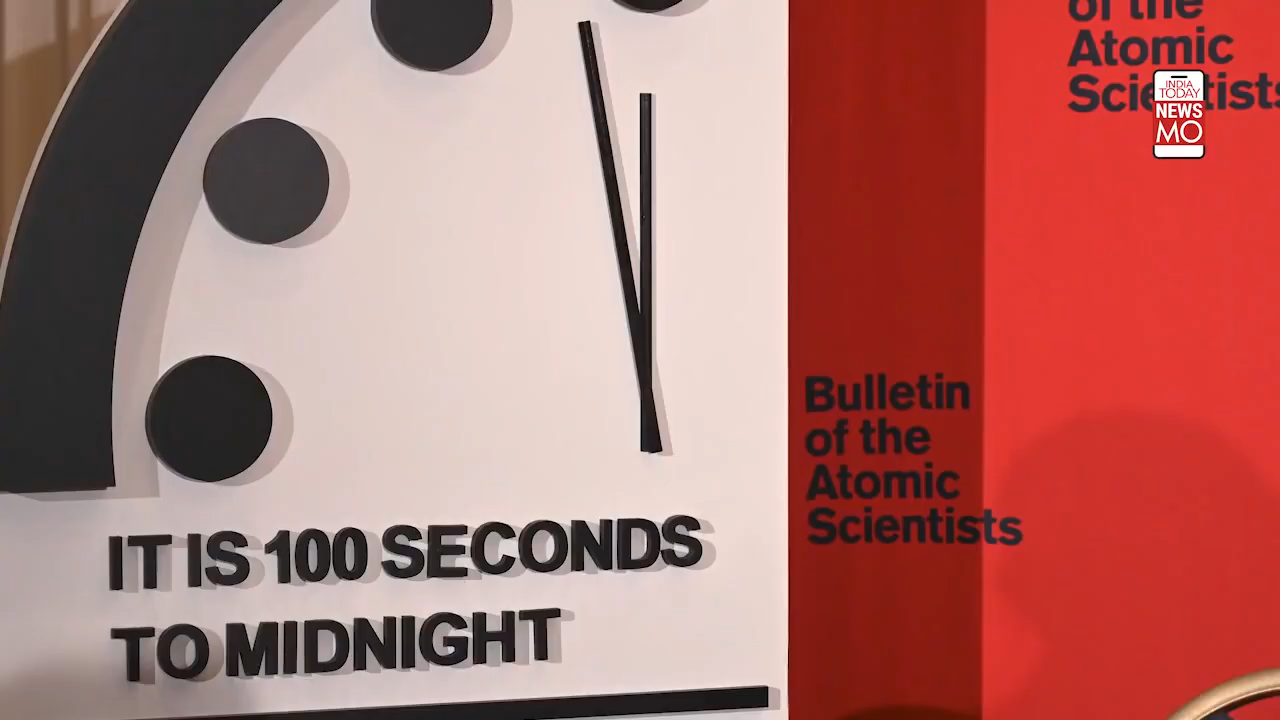 of the
Atomic
Scientists
INDIA
TODAY
NEWS
MO
Bulletin
of the
Atomic
Scientists
IT IS 100 SECONDS
TO MIDNIGHT